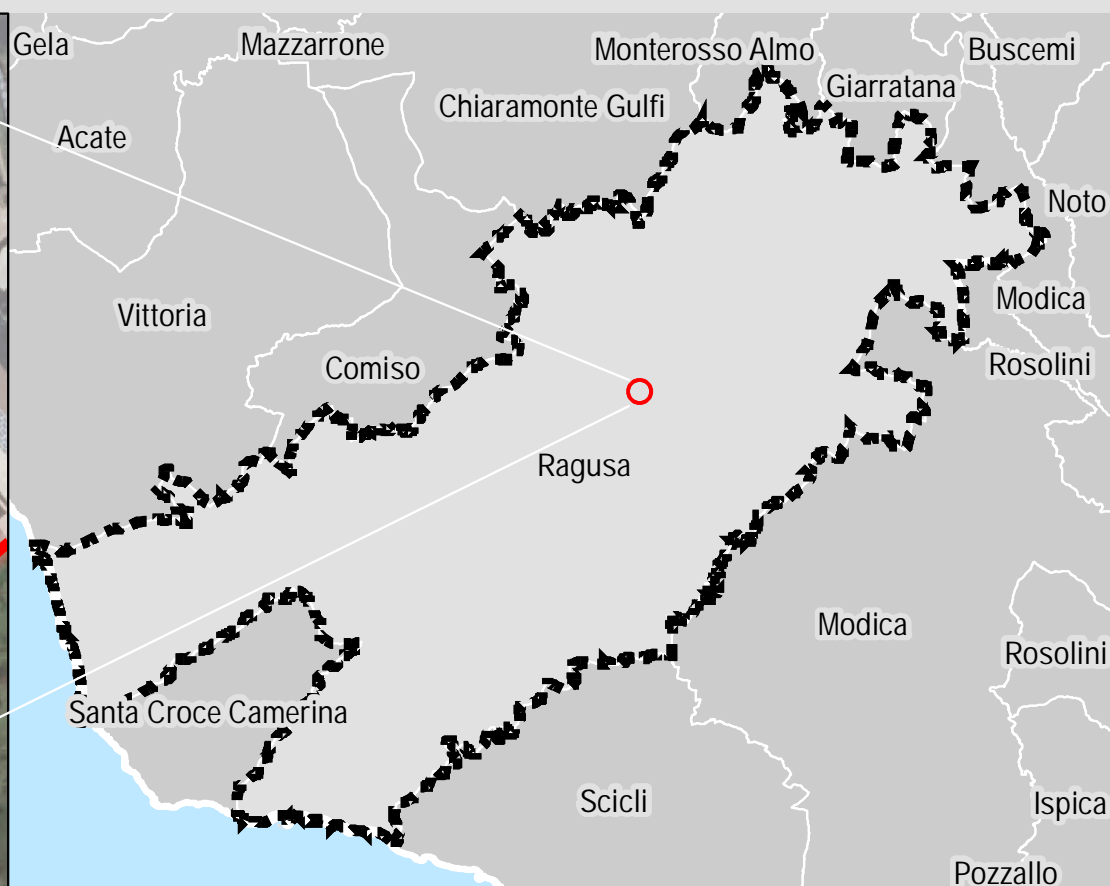 Gela
Mazzarrone
Monterosso Almo
Buscemi
Giarratana
Chiaramonte Gulfi
Acate
Noto
Modica
Vittoria
Comiso
Rosolini
Ragusa
Modica
Rosolini
Santa Croce Camerina
Scicli
Ispica
Pozzallo